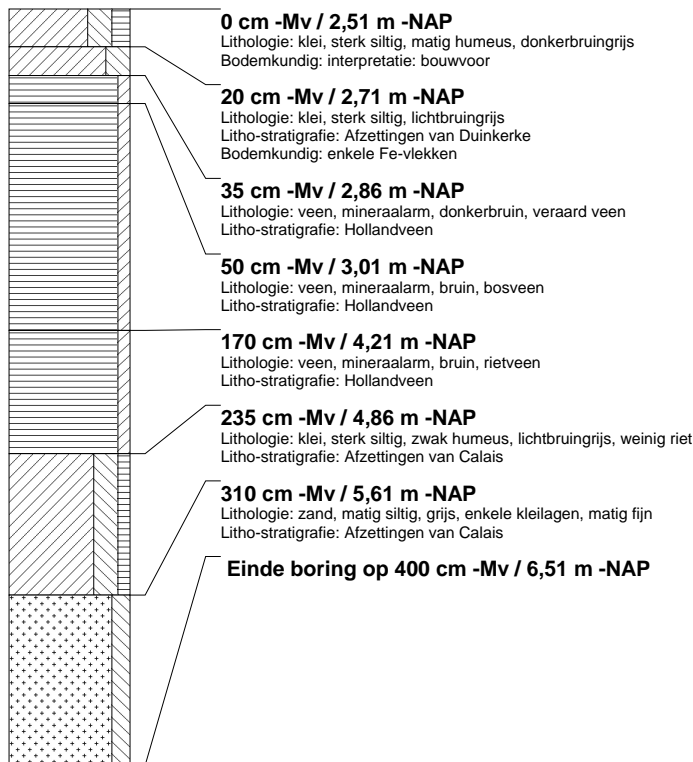 0 cm -Mv / 2,51 m -NAP
Lithologie: klei, sterk siltig, matig humeus, donkerbruingrijs
Bodemkundig: interpretatie: bouwvoor
20 cm -Mv / 2,71 m -NAP
Lithologie: klei, sterk siltig, lichtbruingrijs
Litho-stratigrafie: Afzettingen van Duinkerke
Bodemkundig: enkele Fe-vlekken
35 cm -Mv / 2,86 m -NAP
Lithologie: veen, mineraalarm, donkerbruin, veraard veen
Litho-stratigrafie: Hollandveen
50 cm -Mv / 3,01 m -NAP
Lithologie: veen, mineraalarm, bruin, bosveen
Litho-stratigrafie: Hollandveen
170 cm -Mv / 4,21 m -NAP
Lithologie: veen, mineraalarm, bruin, rietveen
Litho-stratigrafie: Hollandveen
235 cm -Mv / 4,86 m -NAP
Lithologie: klei, sterk siltig, zwak humeus, lichtbruingrijs, weinig riet
Litho-stratigrafie: Afzettingen van Calais
310 cm -Mv / 5,61 m -NAP
Lithologie: zand, matig siltig, grijs, enkele kleilagen, matig fijn
Litho-stratigrafie: Afzettingen van Calais
Einde boring op 400 cm -Mv / 6,51 m -NAP